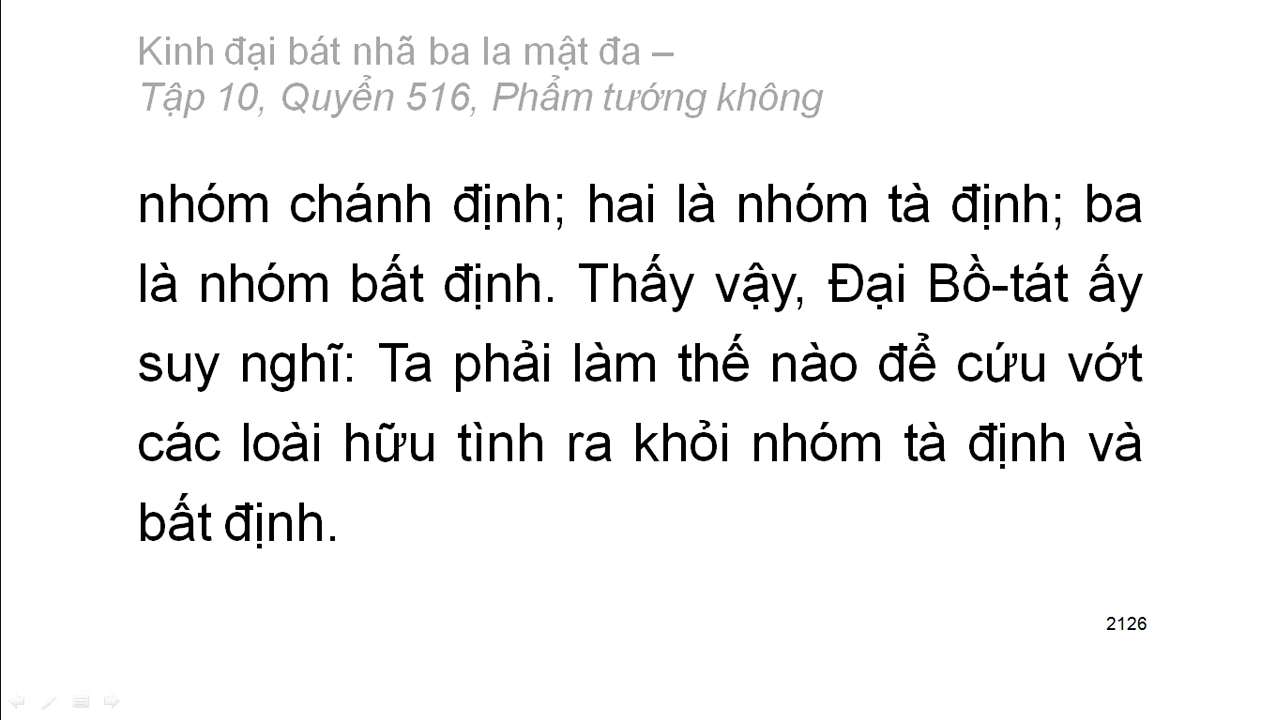 Kinh đại bát nhã ba la mật đa –
Tập 10, Quyển 516, Phẩm tướng không
nhóm chánh định; hai là nhóm tà định; ba
là nhóm bất định. Thấy vậy, Đại Bồ-tát ấy
suy nghĩ: Ta phải làm thế nào để cứu vớt
các loài hữu tình ra khỏi nhóm tà định và
bất định.
2126